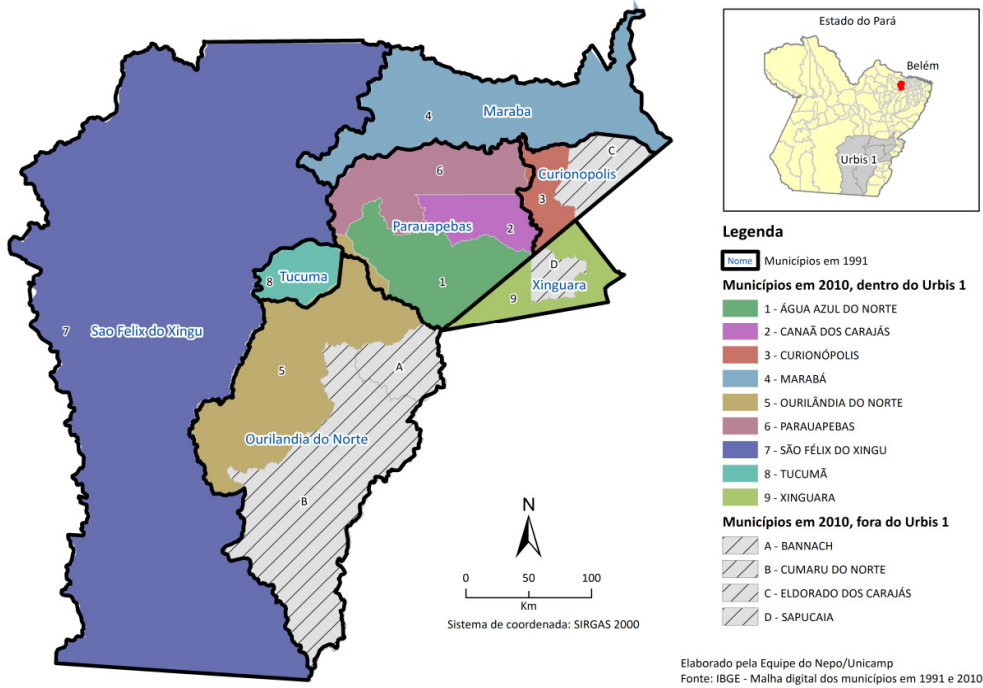 Maraba
4
C
Curionopolis
6
3
Parauapebas
2
D
Tucuma
8
1
Xinguara
9
7
Sao Felix do Xingu
A
5
Ourilandia do Norte
B
N
0 50 100
Km
Sistema de coordenada: SIRGAS 2000
Estado do Pará
Belém
Urbis 1
Legenda
Nome Municípios em 1991
Municípios em 2010, dentro do Urbis 1
1 - ÁGUA AZUL DO NORTE
2 - CANAÃ DOS CARAJÁS
3 - CURIONÓPOLIS
4 - MARABÁ
5 - OURILÂNDIA DO NORTE
6 - PARAUAPEBAS
7 - SÃO FÉLIX DO XINGU
8 - TUCUMÃ
9 - XINGUARA
Municípios em 2010, fora do Urbis 1
A - BANNACH
B - CUMARU DO NORTE
C - ELDORADO DOS CARAJÁS
D - SAPUCAIA
Elaborado pela Equipe do Nepo/Unicamp
Fonte: IBGE - Malha digital dos municípios em 1991 e 2010